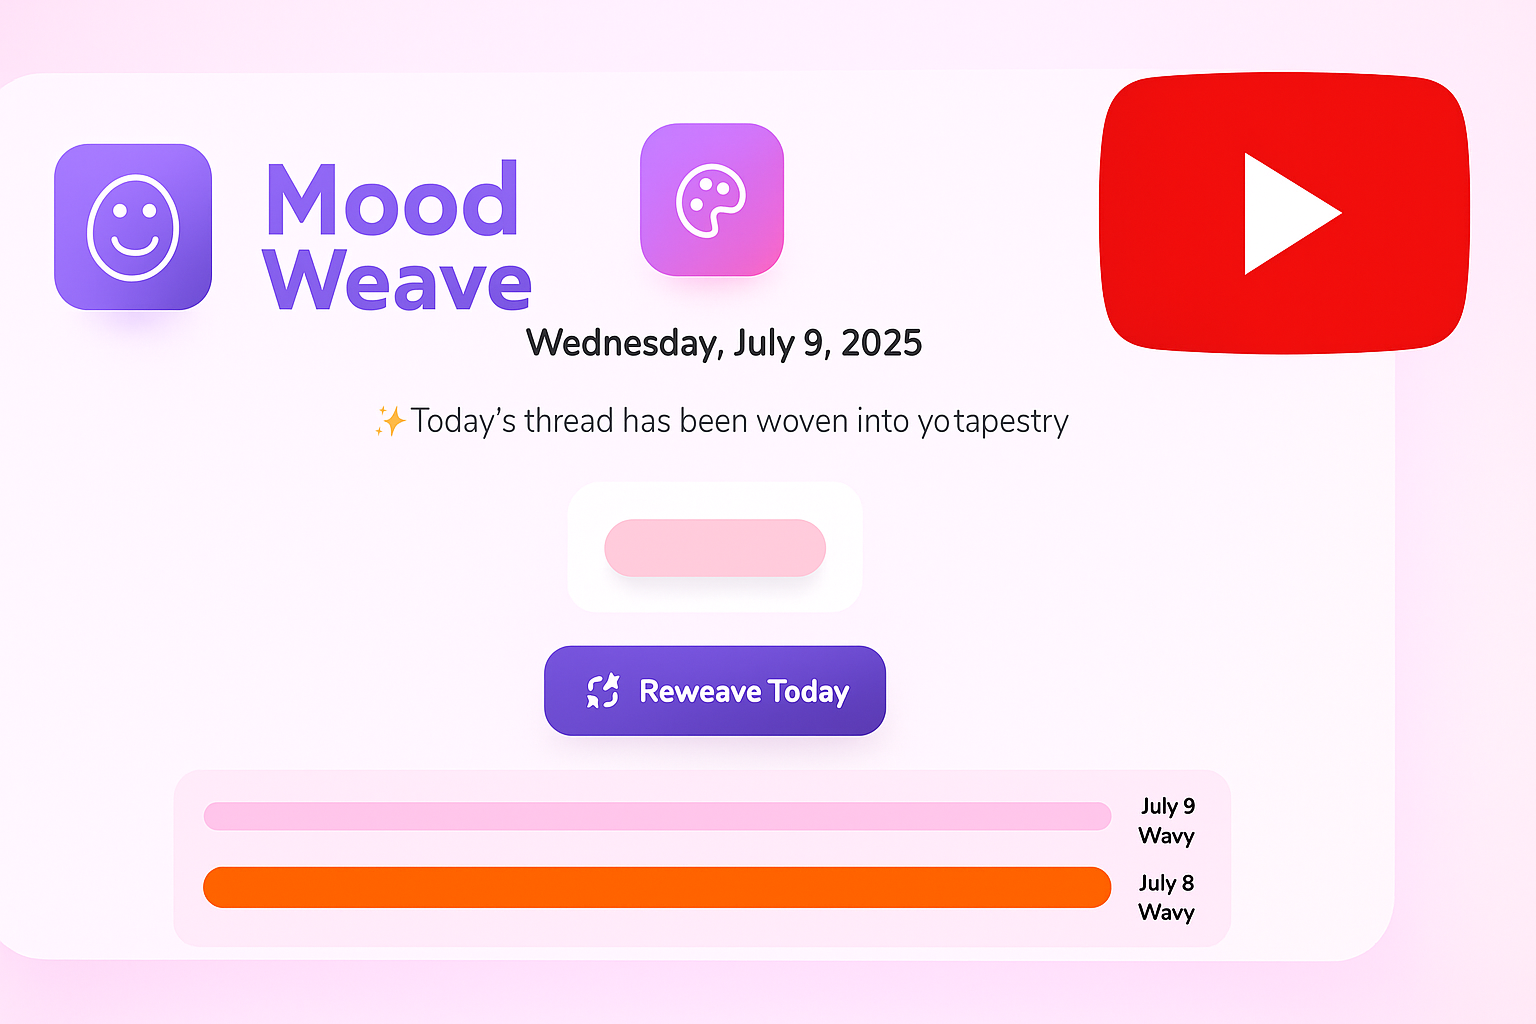 Mood
Weave
Wednesday, July 9, 2025
✨Today’s thread has been woven into yotapestry
Reweave Today
July 9
Wavy
July 8
Wavy